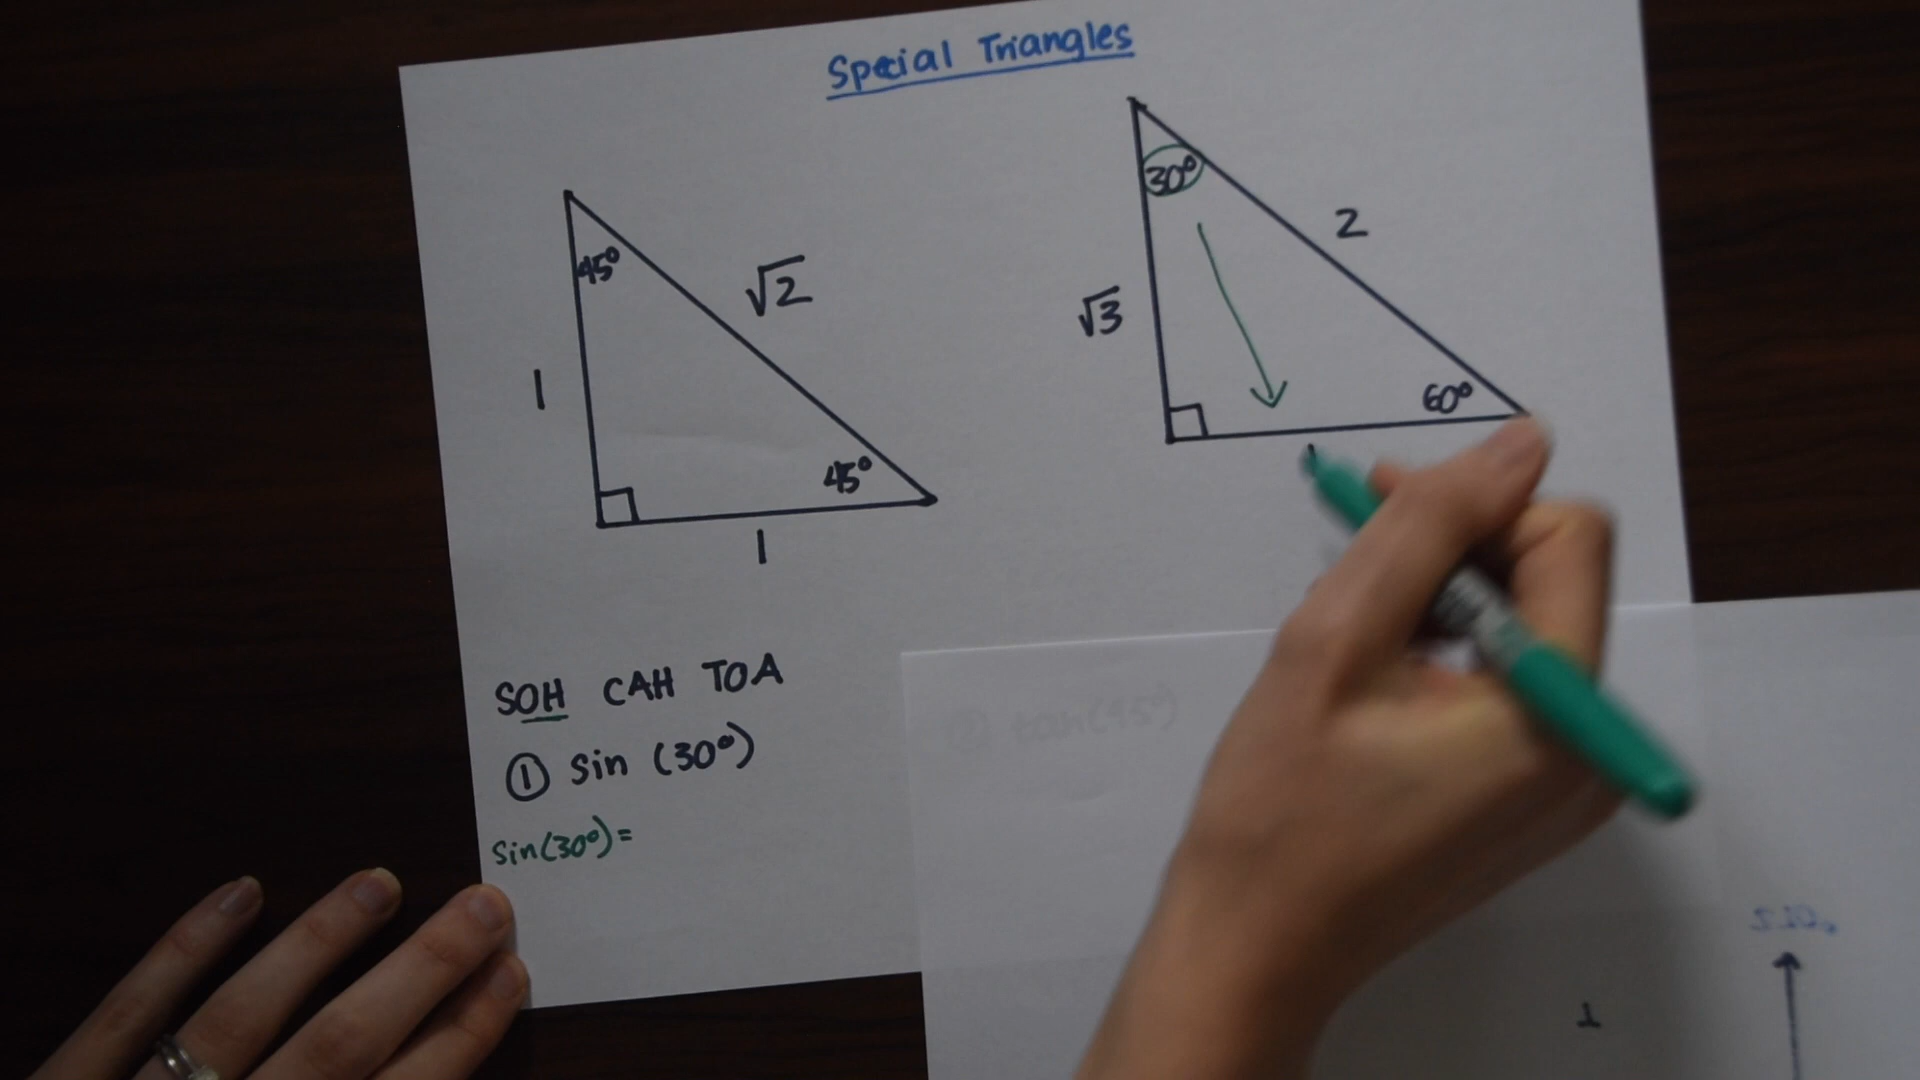 Special Triangles
45°
√2
1
45°
1
30°
2
√3
60°
SOH CAH TOA
① sin (30°)
sin(30°)=